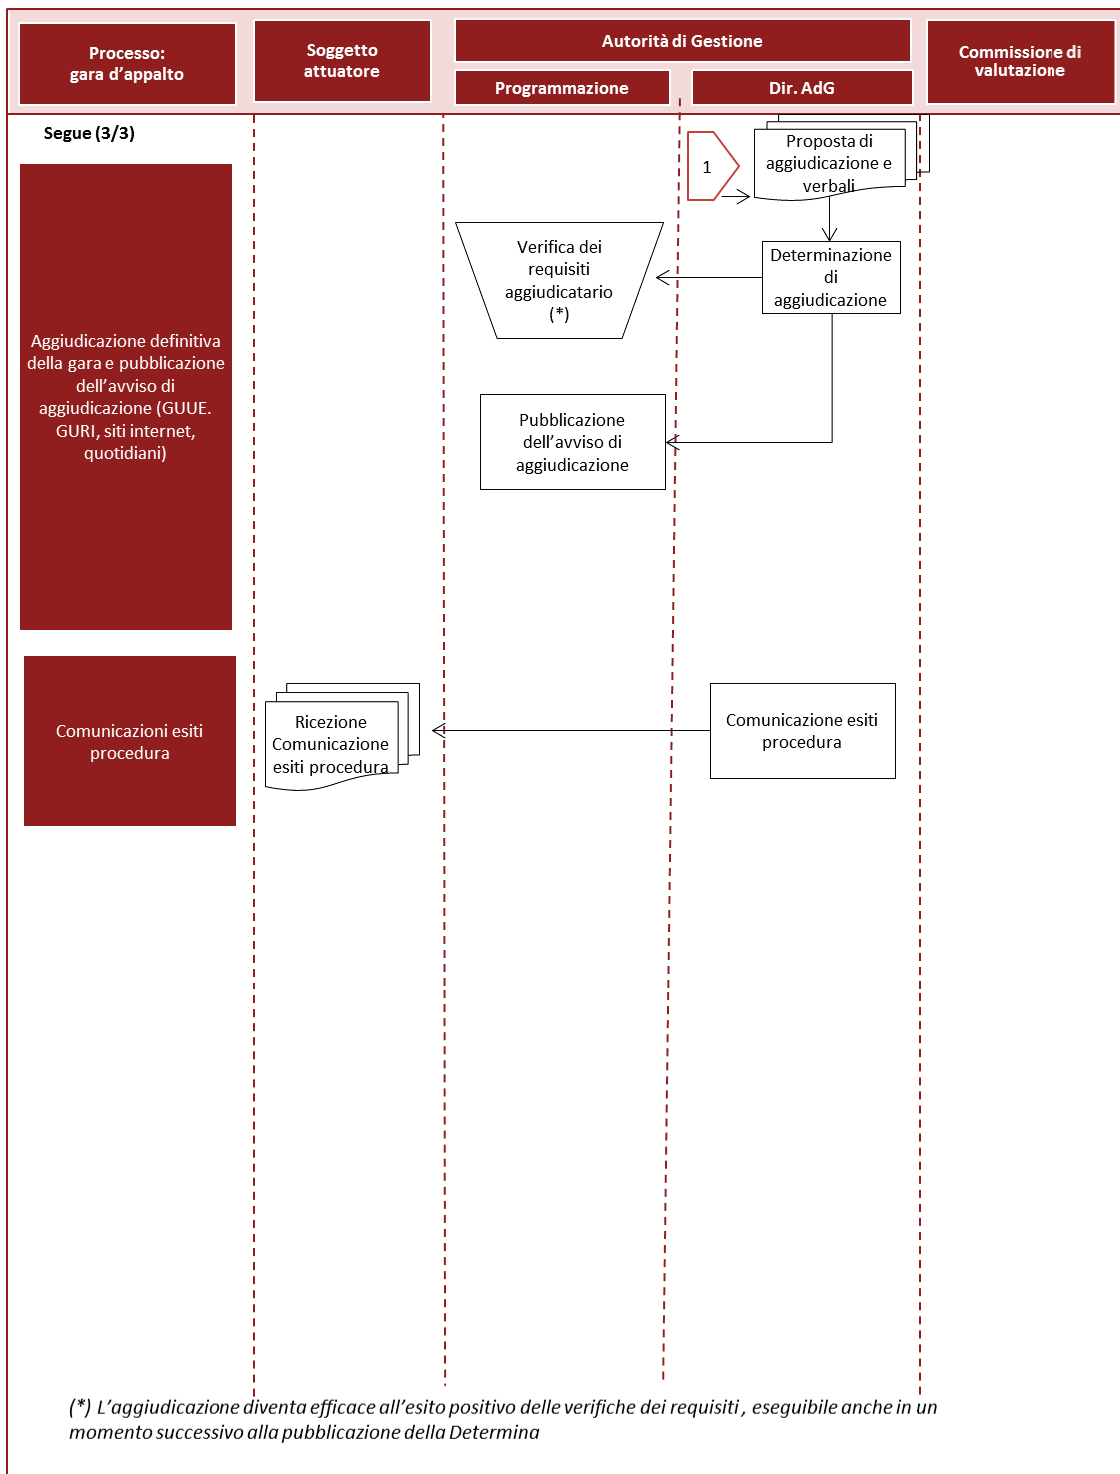 Processo:
gara d'appalto
Soggetto
attuatore
Autorità di Gestione
Programmazione
Dir. AdG
Commissione di
valutazione
Segue (3/3)
1
Proposta di
aggiudicazione e
verbali
Verifica dei
requisiti
aggiudicatario
(*)
Determinazione
di
aggiudicazione
Aggiudicazione definitiva
della gara e pubblicazione
dell'avviso di
aggiudicazione (GUUE.
GURI, siti internet,
quotidiani)
Pubblicazione
dell'avviso di
aggiudicazione
Comunicazioni esiti
procedura
Ricezione
Comunicazione
esiti procedura
Comunicazione esiti
procedura
(*) L'aggiudicazione diventa efficace all'esito positivo delle verifiche dei requisiti , eseguibile anche in un
momento successivo alla pubblicazione della Determina